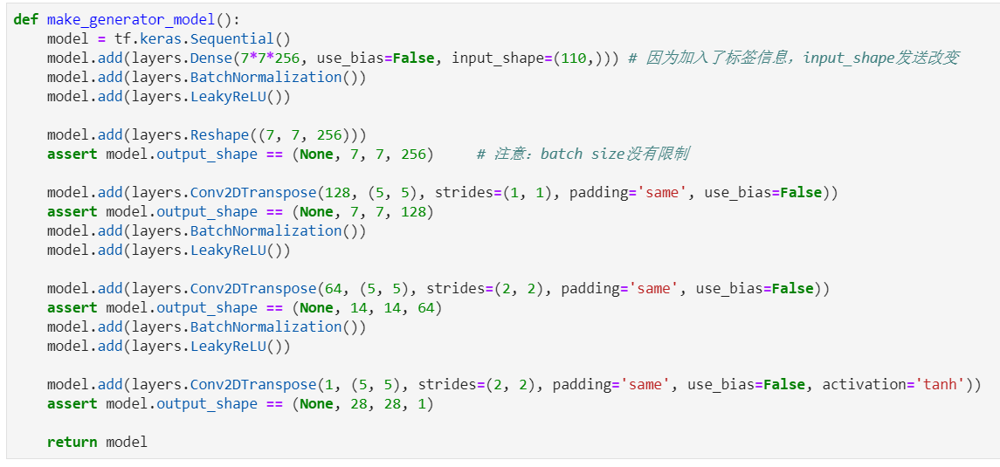 def make_generator_model():
    model = tf.keras.Sequential()
    model.add(layers.Dense(7*7*256, use_bias=False, input_shape=(110,))) # 因为加入了标签信息，input_shape发送改变
    model.add(layers.BatchNormalization())
    model.add(layers.LeakyReLU())

    model.add(layers.Reshape((7, 7, 256)))
    assert model.output_shape == (None, 7, 7, 256)     # 注意：batch size没有限制

    model.add(layers.Conv2DTranspose(128, (5, 5), strides=(1, 1), padding='same', use_bias=False))
    assert model.output_shape == (None, 7, 7, 128)
    model.add(layers.BatchNormalization())
    model.add(layers.LeakyReLU())

    model.add(layers.Conv2DTranspose(64, (5, 5), strides=(2, 2), padding='same', use_bias=False))
    assert model.output_shape == (None, 14, 14, 64)
    model.add(layers.BatchNormalization())
    model.add(layers.LeakyReLU())

    model.add(layers.Conv2DTranspose(1, (5, 5), strides=(2, 2), padding='same', use_bias=False, activation='tanh'))
    assert model.output_shape == (None, 28, 28, 1)

    return model